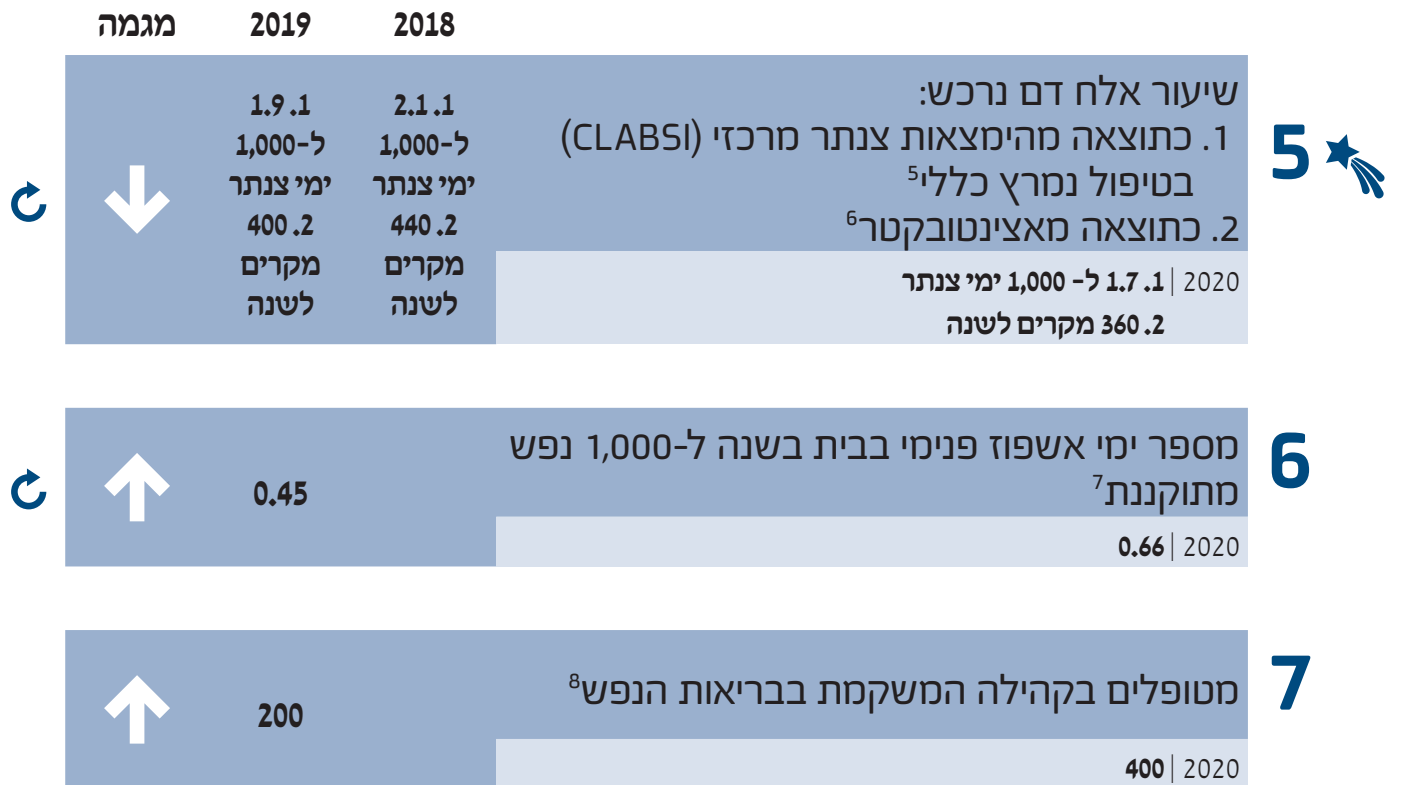 2018 2019 מגמה
5
שיעור אלח דם נרכש:
1. כתוצאה מהימצאות צנתר מרכזי (CLABSI)
בטיפול נמרץ כללי⁵
2. כתוצאה מאצינטובקטר⁶
2020 | 1. 1.7 ל- 1,000 ימי צנתר
2. 360 מקרים לשנה
1. 2.1
ל-1,000
ימי צנתר
2. 440
מקרים
לשנה
1. 1.9
ל-1,000
ימי צנתר
2. 400
מקרים
לשנה
6
מספר ימי אשפוז פנימי בבית בשנה ל-1,000 נפש
מתוקננת⁷
2020 | 0.66
0.45
7
מטופלים בקהילה המשקמת בבריאות הנפש⁸
2020 | 400
200